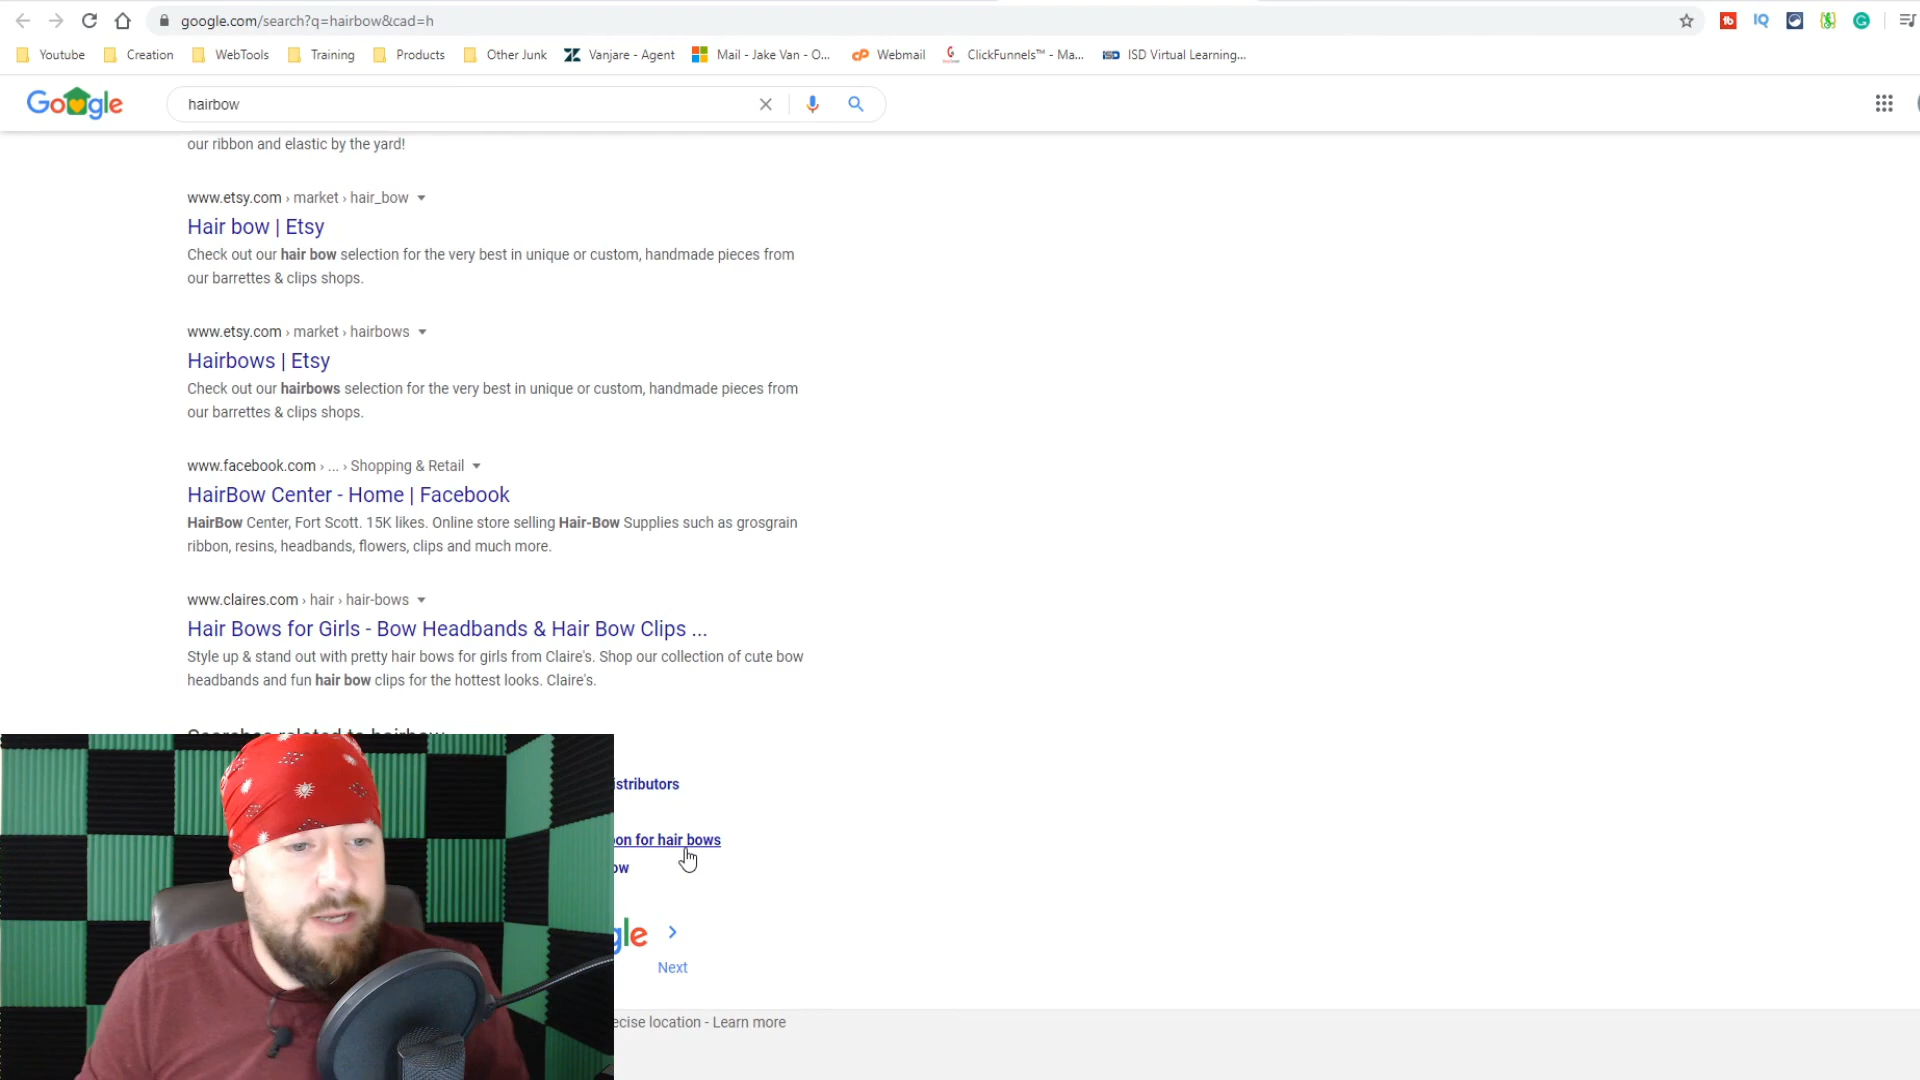 google.com/search?q=hairbow&cad=h
Youtube Creation WebTools Training Products Other Junk Vanjare - Agent Mail - Jake Van - O... Webmail ClickFunnels™ - Ma... ISD Virtual Learning...
Google hairbow
our ribbon and elastic by the yard!
www.etsy.com › market › hair_bow
Hair bow | Etsy
Check out our hair bow selection for the very best in unique or custom, handmade pieces from
our barrettes & clips shops.
www.etsy.com › market › hairbows
Hairbows | Etsy
Check out our hairbows selection for the very best in unique or custom, handmade pieces from
our barrettes & clips shops.
www.facebook.com › ... › Shopping & Retail
HairBow Center - Home | Facebook
HairBow Center, Fort Scott. 15K likes. Online store selling Hair-Bow Supplies such as grosgrain
ribbon, resins, headbands, flowers, clips and much more.
www.claires.com › hair › hair-bows
Hair Bows for Girls - Bow Headbands & Hair Bow Clips ...
Style up & stand out with pretty hair bows for girls from Claire's. Shop our collection of cute bow
headbands and fun hair bow clips for the hottest looks. Claire's.
Searches related to hairbow
istributors
on for hair bows
ow
gle
Next
ecise location - Learn more